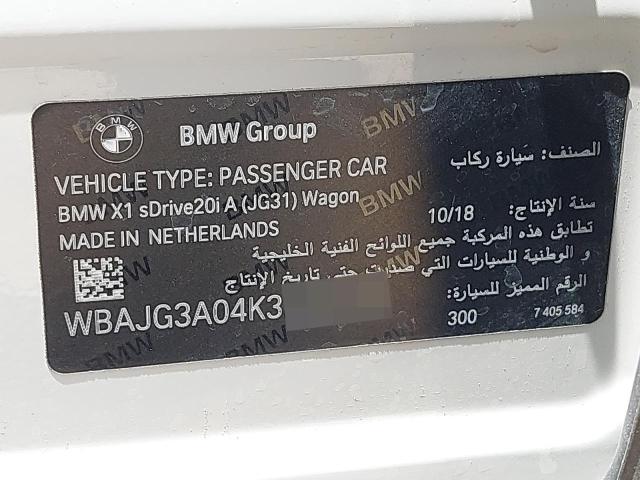 BMW Group
الصنف: سيارة ركاب
VEHICLE TYPE: PASSENGER CAR
BMW X1 sDrive20i A (JG31) Wagon
سنة الإنتاج: 10/18
MADE IN NETHERLANDS
تطابق هذه المركبة جميع اللوائح الفنية الخليجية
و الوطنية للسيارات التي صدرت حتى تاريخ الإنتاج
الرقم المميز للسيارة:
WBAJG3A04K3
300
7 405 584